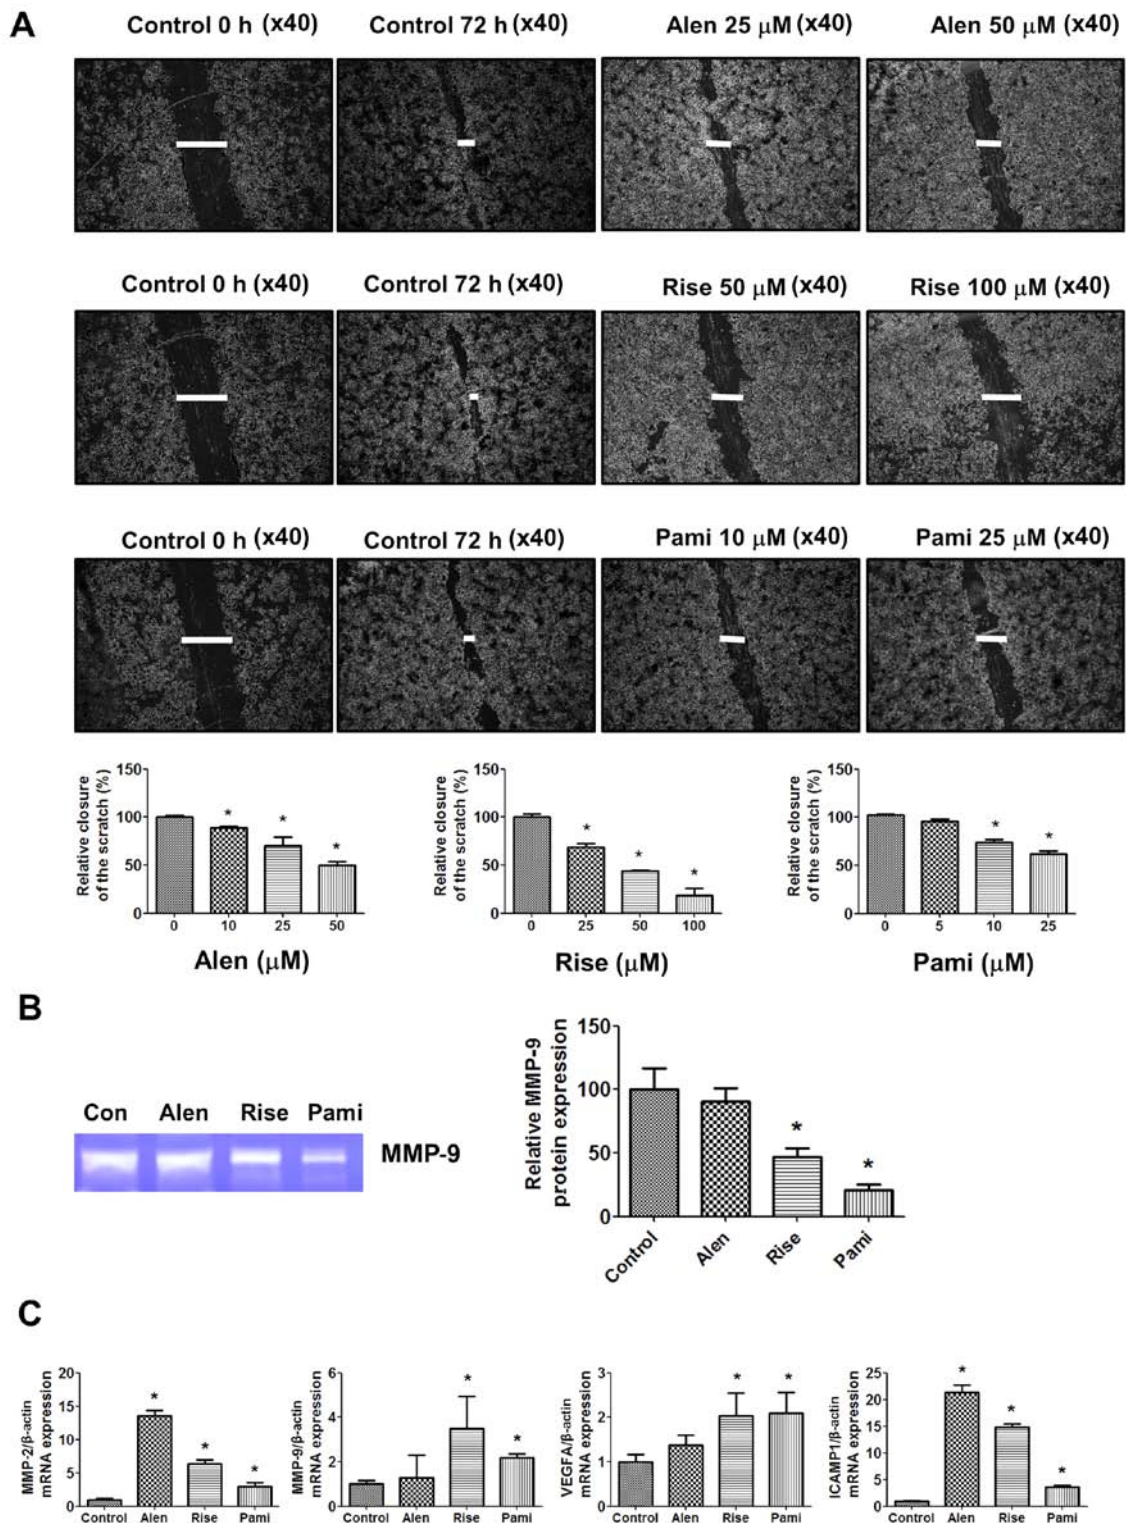 A
Control 0 h (x40) Control 72 h (x40) Alen 25 μM (x40) Alen 50 μM (x40)
Control 0 h (x40) Control 72 h (x40) Rise 50 μM (x40) Rise 100 μM (x40)
Control 0 h (x40) Control 72 h (x40) Pami 10 μM (x40) Pami 25 μM (x40)
Relative closure
of the scratch (%)
150
100
50
0
* * *
0 10 25 50
Alen (μM)
Relative closure
of the scratch (%)
150
100
50
0
* * *
0 25 50 100
Rise (μM)
Relative closure
of the scratch (%)
150
100
50
0
* *
0 5 10 25
Pami (μM)
B
Con Alen Rise Pami
MMP-9
Relative MMP-9
protein expression
150
100
50
0
* *
Control Alen Rise Pami
C
MMP-2/β-actin
mRNA expression
20
15
10
5
0
* * *
Control Alen Rise Pami
MMP-9/β-actin
mRNA expression
6
4
2
0
* *
Control Alen Rise Pami
VEGFA/β-actin
mRNA expression
3
2
1
0
* *
Control Alen Rise Pami
ICAMP1/β-actin
mRNA expression
25
20
15
10
5
0
* * *
Control Alen Rise Pami